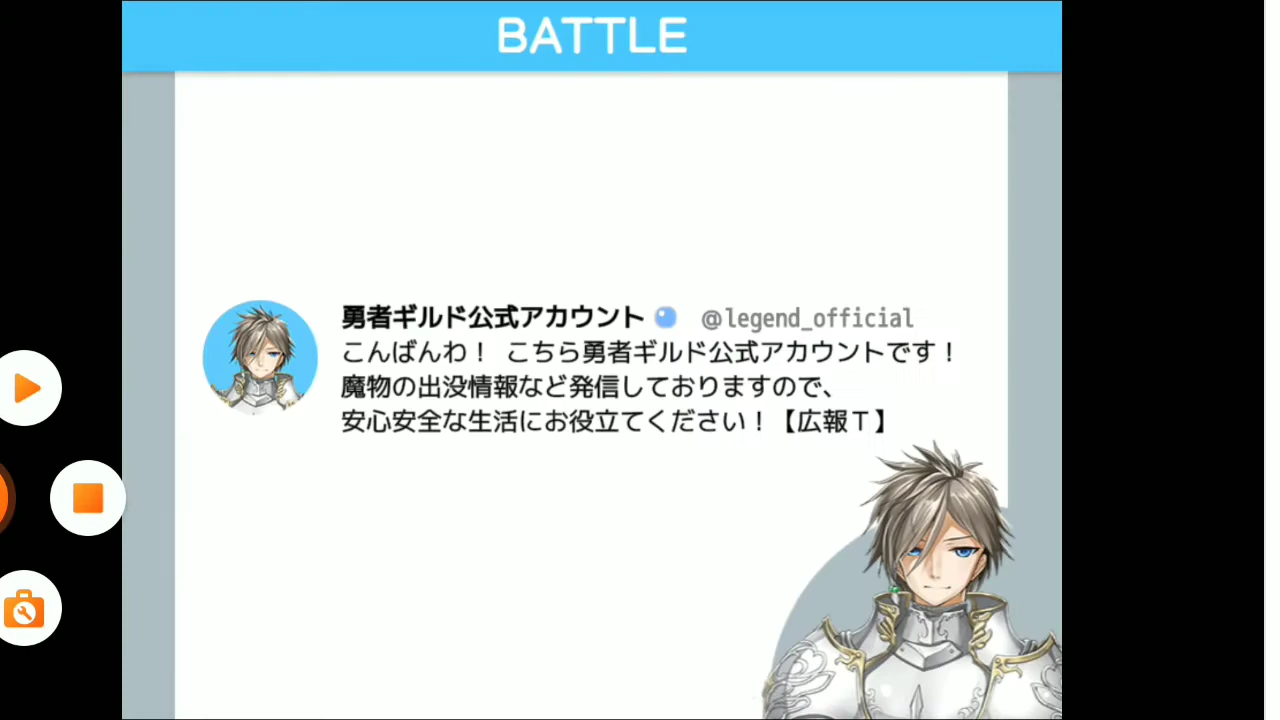 BATTLE
勇者ギルド公式アカウント @legend_official
こんばんわ！ こちら勇者ギルド公式アカウントです！
魔物の出没情報など発信しておりますので、
安心安全な生活にお役立てください！【広報Ｔ】